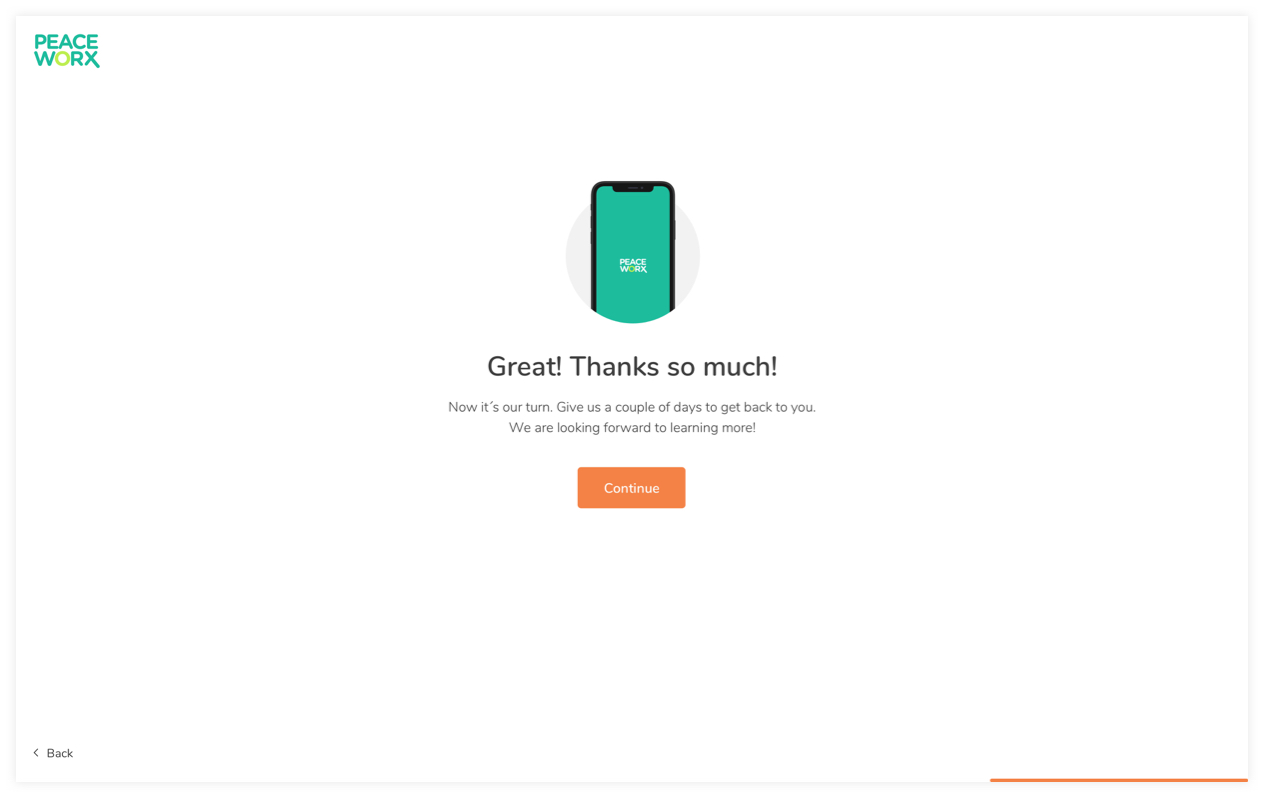 PEACE
WORX
PEACE
WORX
Great! Thanks so much!
Now it´s our turn. Give us a couple of days to get back to you.
We are looking forward to learning more!
Continue
Back